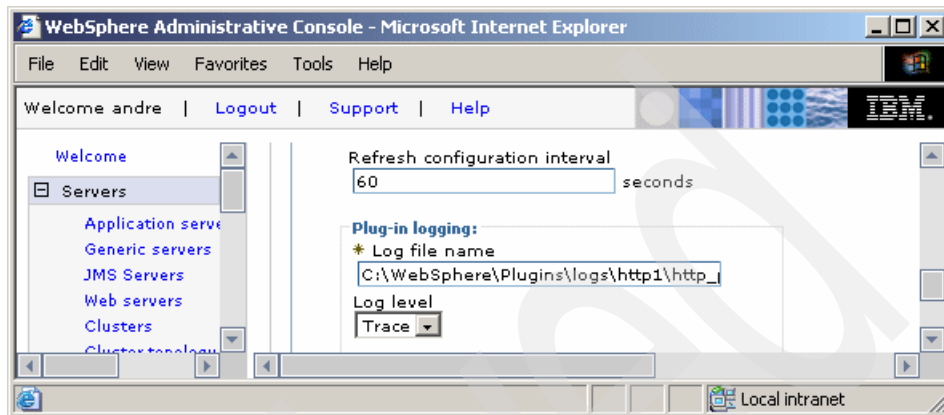 WebSphere Administrative Console - Microsoft Internet Explorer
File Edit View Favorites Tools Help
Welcome andre | Logout | Support | Help
IBM.
Welcome
Servers
Application serve
Generic servers
JMS Servers
Web servers
Clusters
Cluster topology
Refresh configuration interval
60 seconds
Plug-in logging:
* Log file name
C:\WebSphere\Plugins\logs\http1\http_
Log level
Trace
Local intranet